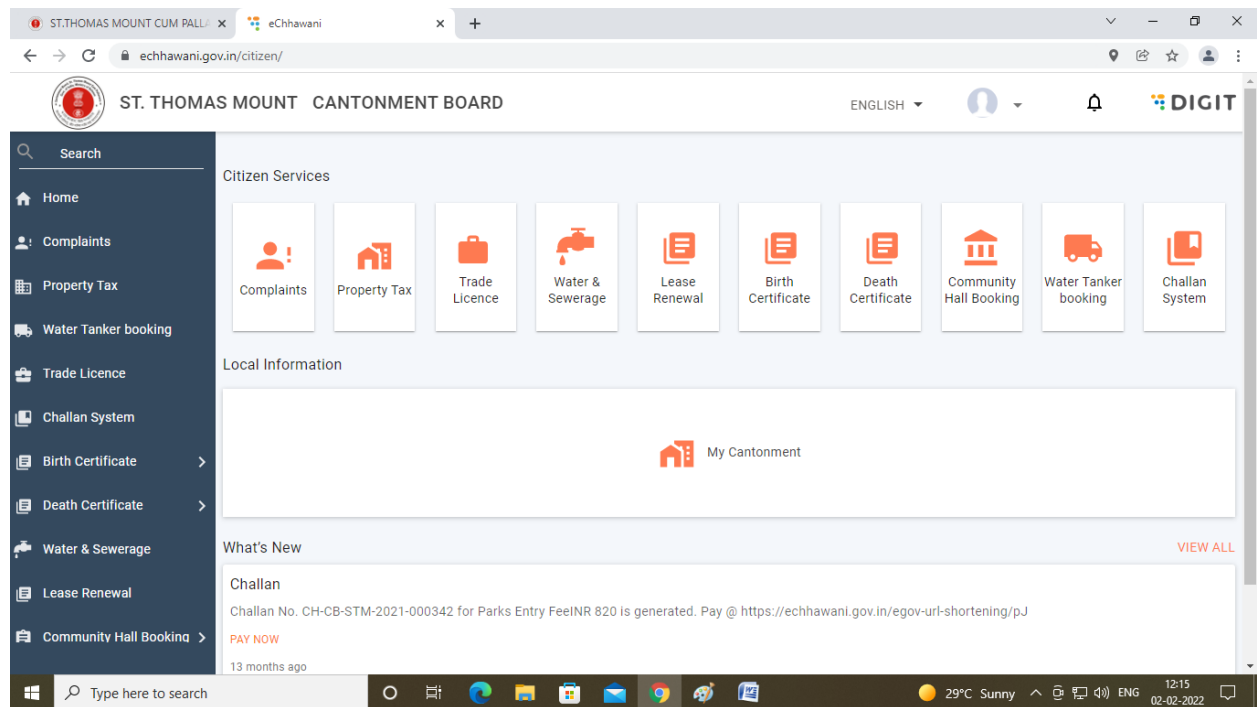 ST.THOMAS MOUNT CUM PALLA
eChhawani
echhawani.gov.in/citizen/
ST. THOMAS MOUNT CANTONMENT BOARD
ENGLISH
DIGIT
Search
Home
Complaints
Property Tax
Water Tanker booking
Trade Licence
Challan System
Birth Certificate
Death Certificate
Water & Sewerage
Lease Renewal
Community Hall Booking
Citizen Services
Complaints
Property Tax
Trade
Licence
Water &
Sewerage
Lease
Renewal
Birth
Certificate
Death
Certificate
Community
Hall Booking
Water Tanker
booking
Challan
System
Local Information
My Cantonment
What's New
VIEW ALL
Challan
Challan No. CH-CB-STM-2021-000342 for Parks Entry FeeINR 820 is generated. Pay @ https://echhawani.gov.in/egov-url-shortening/pJ
PAY NOW
13 months ago
Type here to search
29°C Sunny
ENG
12:15
02-02-2022